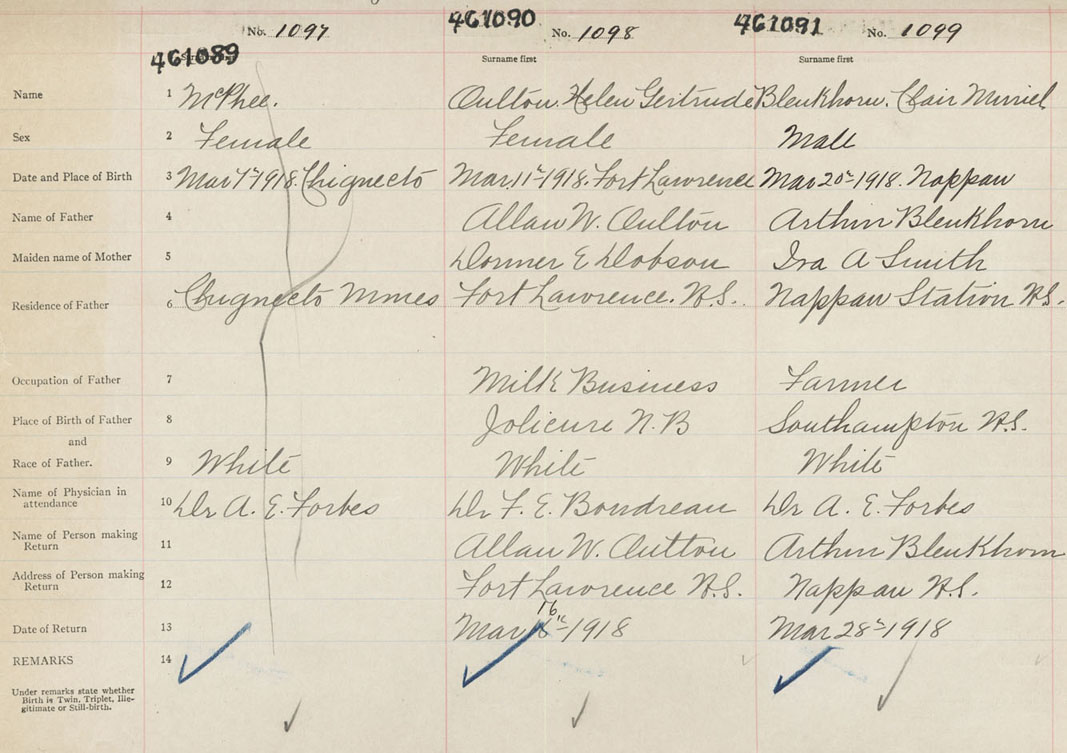 No. 1097 461090 No. 1098 461091 No. 1099
461089 Surname first Surname first
Name 1 McPhee. Oulton. Helen Gertrude Blenkhorn. Clair Murriel
Sex 2 Female Female Male
Date and Place of Birth 3 Mar 7th 1918. Chignecto Mar. 11th 1918. Fort Lawrence Mar 20th 1918. Nappan
Name of Father 4 Allan W. Oulton Arthur Blenkhorn
Maiden name of Mother 5 E Dobson Iva A Smith
Residence of Father 6 Chignecto Mines Fort Lawrence. N.S. Nappan Station N.S.
Occupation of Father 7 Milk Business Farmer
Place of Birth of Father 8 Jolicure N.B Southampton N.S.
and
Race of Father. 9 White White White
Name of Physician in
attendance 10 Dr A. E. Forbes Dr F. E. Boudreau Dr A. E. Forbes
Name of Person making
Return 11 Allan W. Oulton Arthur Blenkhorn
Address of Person making
Return 12 Fort Lawrence N.S. Nappan N.S.
Date of Return 13 Mar 16th 1918 Mar 28th 1918
REMARKS 14
Under remarks state whether
Birth is Twin, Triplet, Ille-
gitimate or Still-birth.